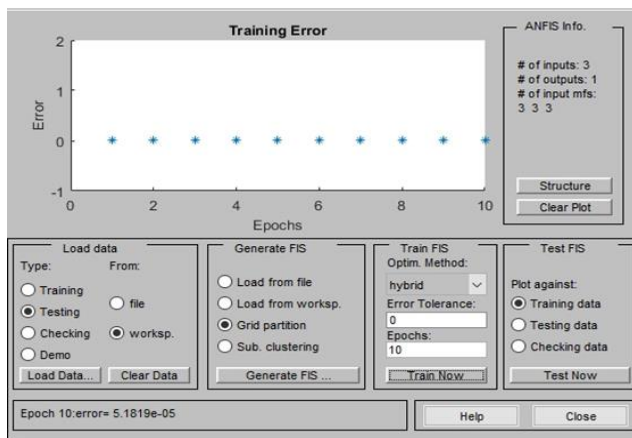 Training Error
2
1
0
-1
Error
0
2
4
6
8
10
Epochs
ANFIS Info.
# of inputs: 3
# of outputs: 1
# of input mfs:
3 3 3
Structure
Clear Plot
Load data
Type:
From:
Training
Testing
Checking
Demo
file
worksp.
Load Data...
Clear Data
Generate FIS
Load from file
Load from worksp.
Grid partition
Sub. clustering
Generate FIS ...
Train FIS
Optim. Method:
hybrid
Error Tolerance:
0
Epochs:
10
Train Now
Test FIS
Plot against:
Training data
Testing data
Checking data
Test Now
Epoch 10:error= 5.1819e-05
Help
Close